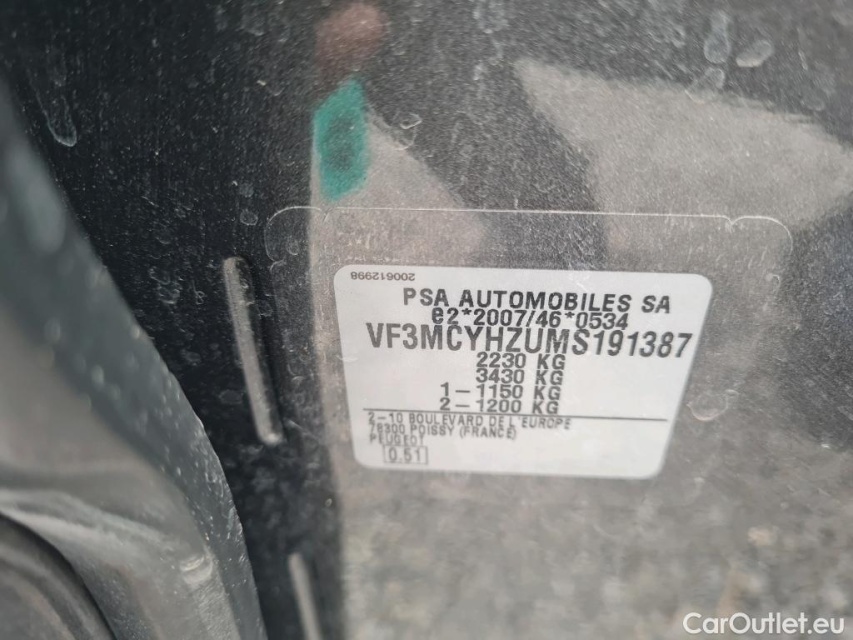 200612998
PSA AUTOMOBILES SA
e2*2007/46*0534
VF3MCYHZUMS191387
2230 KG
3430 KG
1-1150 KG
2-1200 KG
2-10 BOULEVARD DE L'EUROPE
78300 POISSY (FRANCE)
PEUGEOT
0.51
CarOutlet.eu